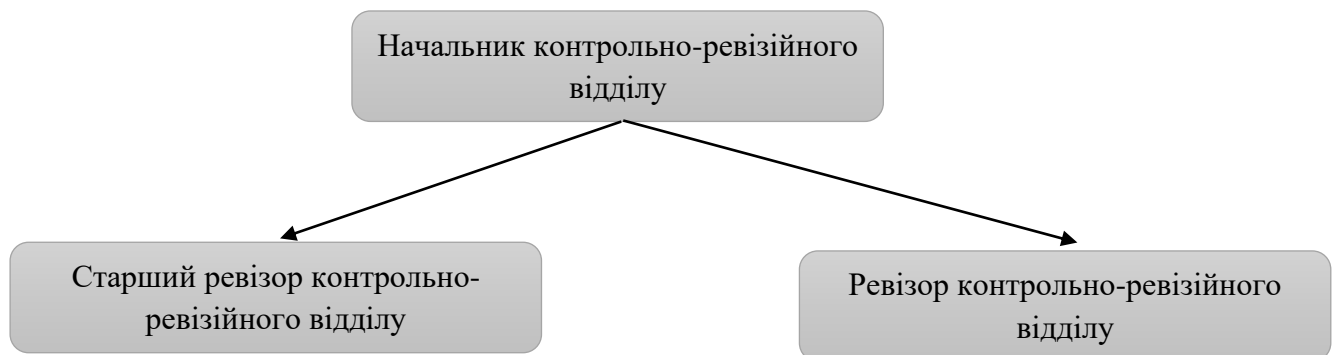 Начальник контрольно-ревізійного
відділу
Старший ревізор контрольно-
ревізійного відділу
Ревізор контрольно-ревізійного
відділу